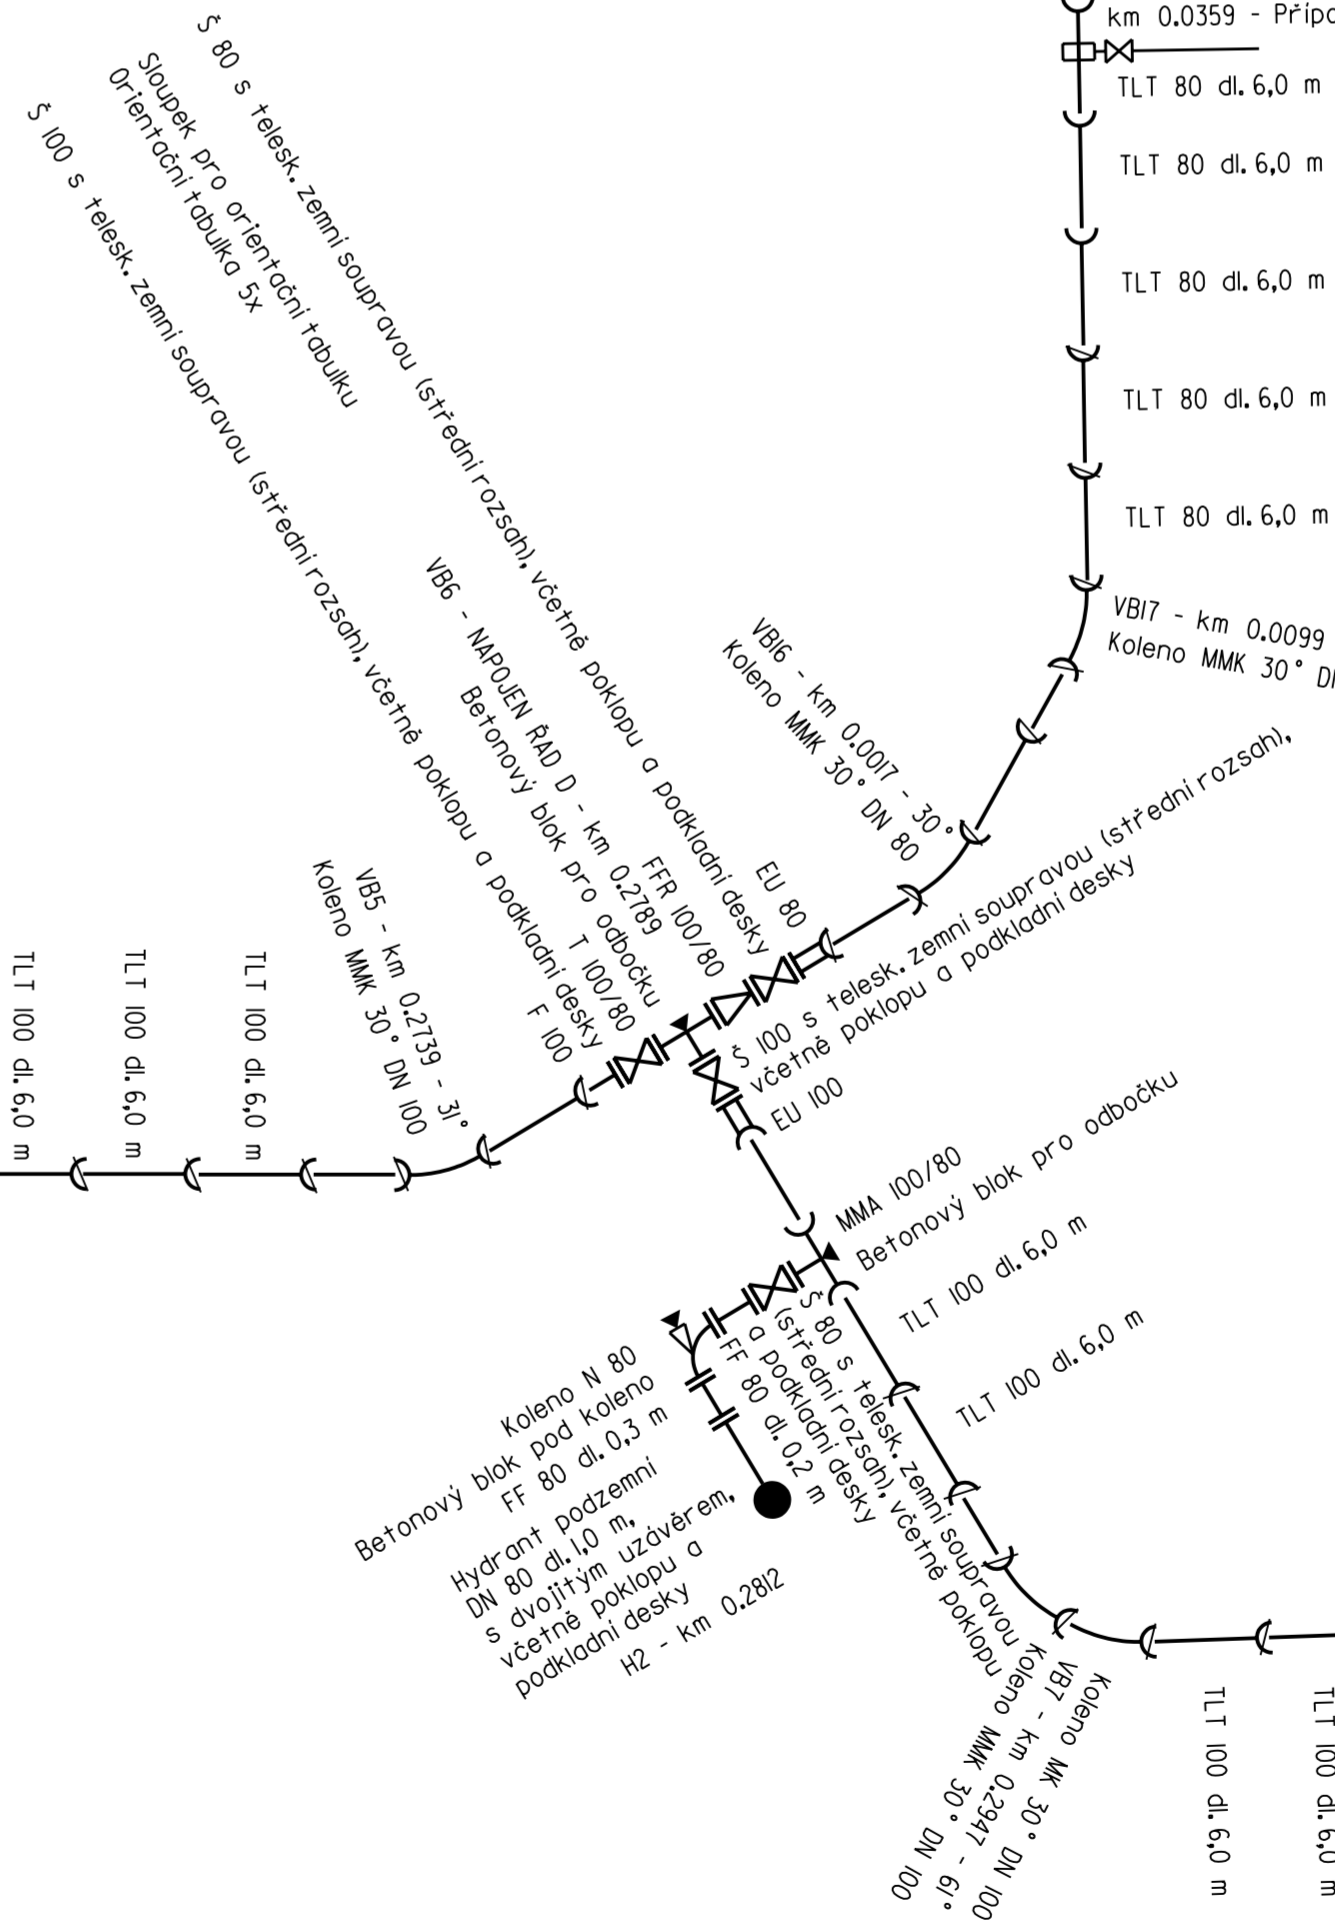 km 0.0359 -
TLT 80 dl. 6,0 m
TLT 80 dl. 6,0 m
TLT 80 dl. 6,0 m
TLT 80 dl. 6,0 m
TLT 80 dl. 6,0 m
VB17 - km 0.0099
Koleno MMK 30°
Š 80 s telesk. zemní soupravou (střední rozsah), včetně poklopu a podkladní desky
Sloupek pro orientační tabulku
Orientační tabulka 5x
Š 100 s telesk. zemní soupravou (střední rozsah), včetně poklopu a podkladní desky
VB6 - NAPOJEN ŘAD D - km 0.2789
Betonový blok pro odbočku
VB16 - km 0.0017 - 30°
Koleno MMK 30° DN 80
EU 80
FFR 100/80
T 100/80
F 100
VB5 - km 0.2739 - 31°
Koleno MMK 30° DN 100
TLT 100 dl. 6,0 m
TLT 100 dl. 6,0 m
TLT 100 dl. 6,0 m
Š 100 s telesk. zemní soupravou (střední rozsah),
včetně poklopu a podkladní desky
EU 100
MMA 100/80
Betonový blok pro odbočku
TLT 100 dl. 6,0 m
TLT 100 dl. 6,0 m
Š 80 s telesk. zemní soupravou
(střední rozsah), včetně poklopu
a podkladní desky
FF 80 dl. 0,2 m
Koleno N 80
Betonový blok pod koleno
FF 80 dl. 0,3 m
Hydrant podzemní
DN 80 dl. 1,0 m,
s dvojitým uzávěrem,
včetně poklopu a
podkladní desky
H2 - km 0.2812
Koleno MK 30° DN 100
VB7 - km 0.2947 - 61°
Koleno MMK 30° DN 100
TLT 100 dl. 6,0 m
TLT 100 dl. 6,0 m